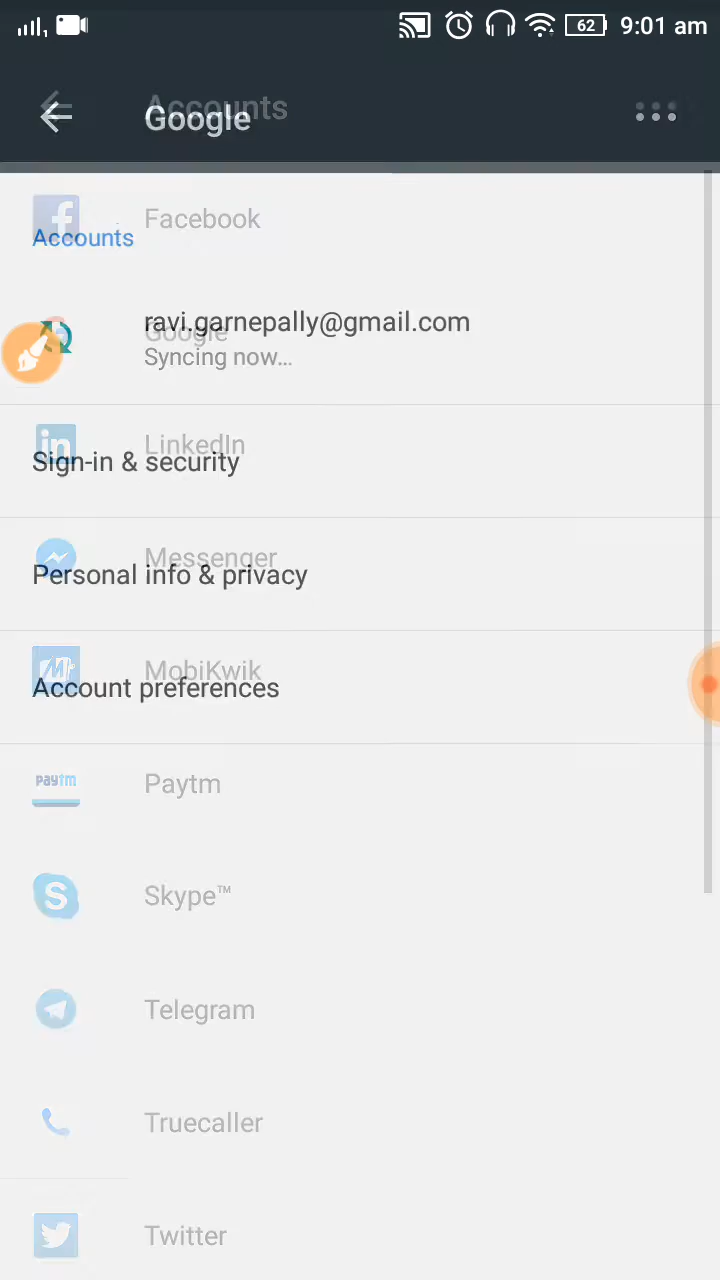 62 9:01 am
Accounts
Google
Facebook
Accounts
ravi.garnepally@gmail.com
Google
Syncing now...
in LinkedIn
Sign-in & security
Messenger
Personal info & privacy
MobiKwik
Account preferences
paytm Paytm
Skype™
Telegram
Truecaller
Twitter